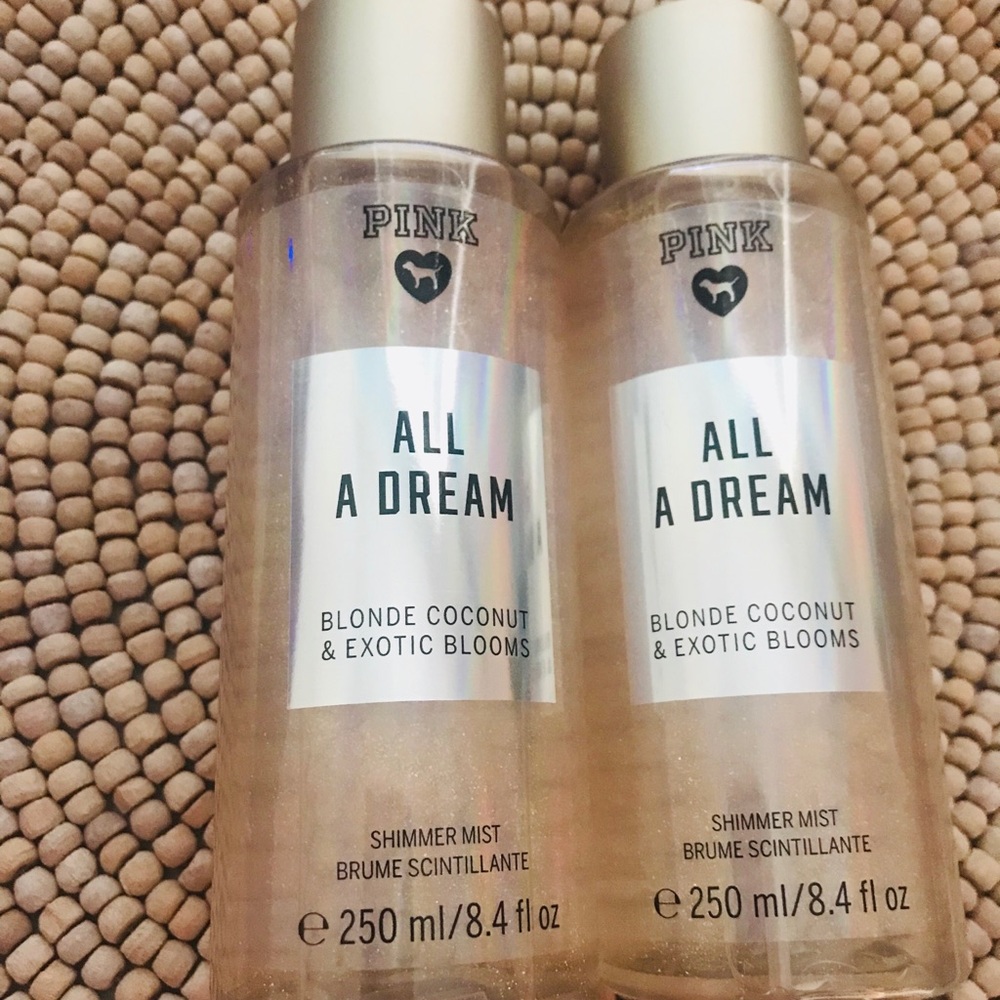 PINK
ALL
A DREAM
BLONDE COCONUT
& EXOTIC BLOOMS
SHIMMER MIST
BRUME SCINTILLANTE
℮ 250 ml/8.4 fl oz
PINK
ALL
A DREAM
BLONDE COCONUT
& EXOTIC BLOOMS
SHIMMER MIST
BRUME SCINTILLANTE
℮ 250 ml/8.4 fl oz